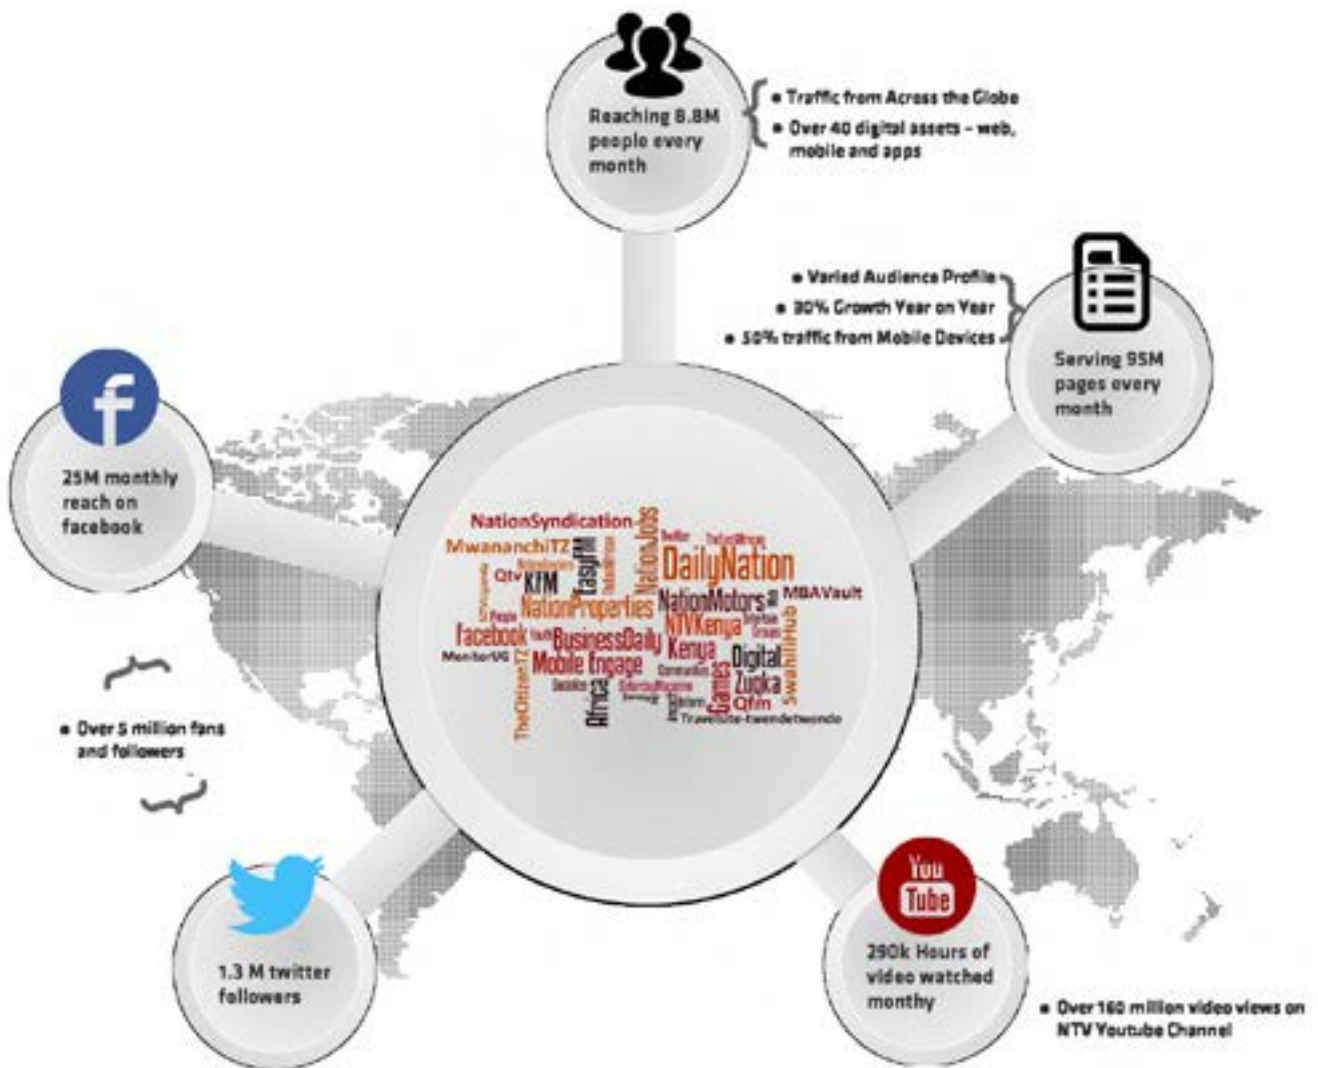 Reaching 8.8M
people every
month
• Traffic from Across the Globe
• Over 40 digital assets – web,
mobile and apps
• Varied Audience Profile
• 30% Growth Year on Year
• 50% traffic from Mobile Devices
Serving 95M
pages every
month
f
25M monthly
reach on
facebook
NationSyndication
NationJobs
MwananchiTZ
EasyFM
DailyNation
Qtv
KfM
NationProperties
NationMotors
MBAVault
People
NTVKenya
facebook
Youth
BusinessDaily
Kenya
SwahiliHub
MonitorUG
TheCitizenTZ
Mobile Engage
Digital
Games
Zuqka
Africa
Qfm
• Over 5 million fans
and followers
1.3 M twitter
followers
You
Tube
290k Hours of
video watched
monthy
• Over 160 million video views on
NTV Youtube Channel